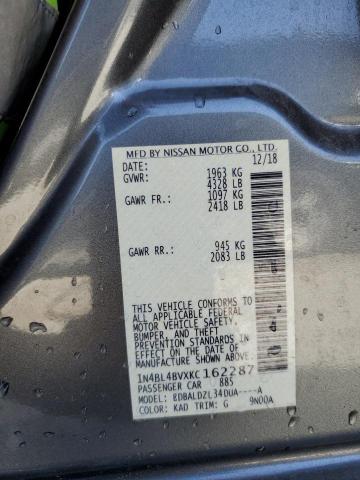 MFD BY NISSAN MOTOR CO., LTD.
DATE: 12/18
GVWR: 1963 KG
4328 LB
GAWR FR.: 1097 KG
2418 LB
GAWR RR.: 945 KG
2083 LB
THIS VEHICLE CONFORMS TO
ALL APPLICABLE FEDERAL
MOTOR VEHICLE SAFETY,
BUMPER, AND THEFT
PREVENTION STANDARDS IN
EFFECT ON THE DATE OF
MANUFACTURE SHOWN ABOVE.
1N4BL4BVXKC162287
PASSENGER CAR 885
MODEL: EDBALDZL34DUA----A
COLOR: KAD TRIM: G 9N00A